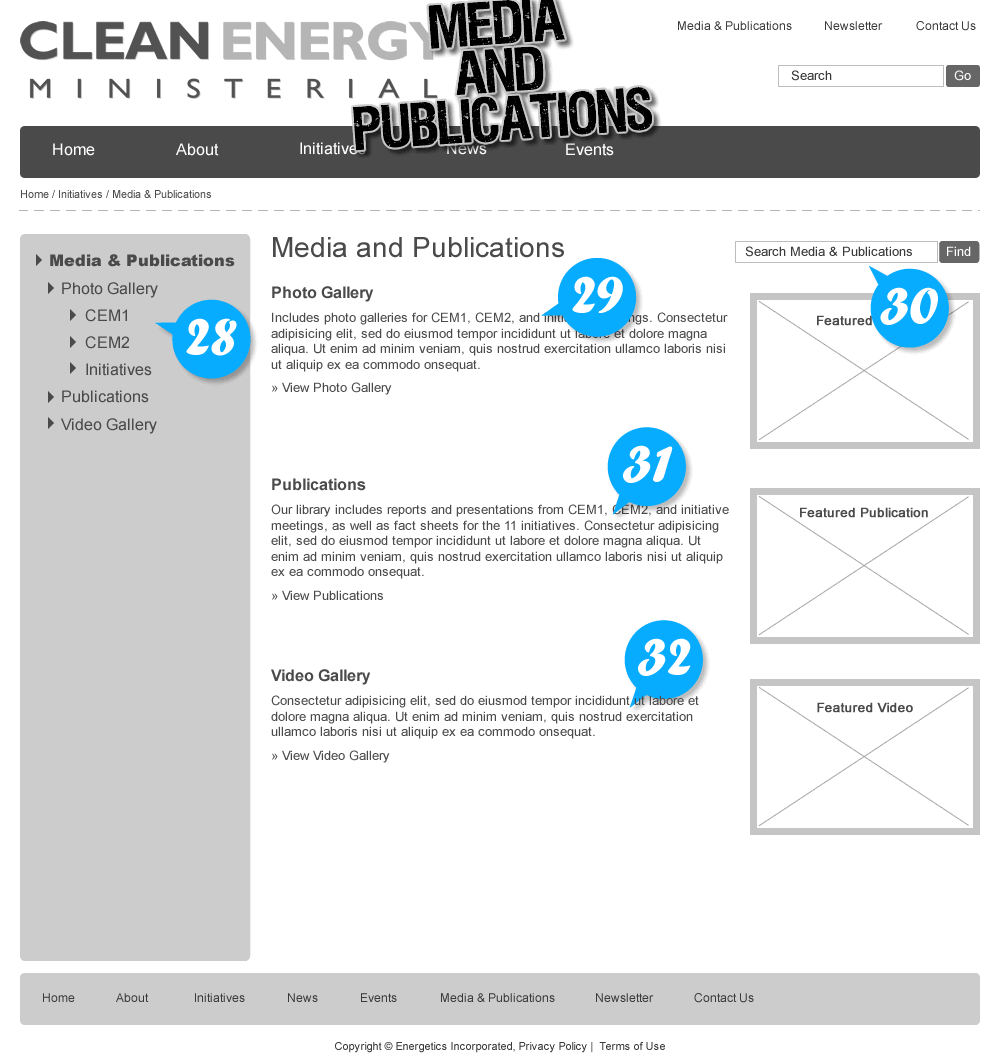 CLEAN ENERGY
MINISTERIAL
MEDIA
AND
PUBLICATIONS
Media & Publications Newsletter Contact Us
Search Go
Home About Initiatives News Events
Home / Initiatives / Media & Publications
Media & Publications
Photo Gallery
CEM1
CEM2
Initiatives
Publications
Video Gallery
28
Media and Publications
Search Media & Publications Find
Photo Gallery
29
Includes photo galleries for CEM1, CEM2, and Consectetur
adipisicing elit, sed do eiusmod tempor incididunt ut labore et dolore magna
aliqua. Ut enim ad minim veniam, quis nostrud exercitation ullamco laboris nisi
ut aliquip ex ea commodo onsequat.
» View Photo Gallery
30
Featured
31
Publications
Our library includes reports and presentations from CEM1, CEM2, and initiative
meetings, as well as fact sheets for the 11 initiatives. Consectetur adipisicing
elit, sed do eiusmod tempor incididunt ut labore et dolore magna aliqua. Ut
enim ad minim veniam, quis nostrud exercitation ullamco laboris nisi ut aliquip
ex ea commodo onsequat.
» View Publications
Featured Publication
32
Video Gallery
Consectetur adipisicing elit, sed do eiusmod tempor incididunt ut labore et
dolore magna aliqua. Ut enim ad minim veniam, quis nostrud exercitation
ullamco laboris nisi ut aliquip ex ea commodo onsequat.
» View Video Gallery
Featured Video
Home About Initiatives News Events Media & Publications Newsletter Contact Us
Copyright © Energetics Incorporated, Privacy Policy | Terms of Use